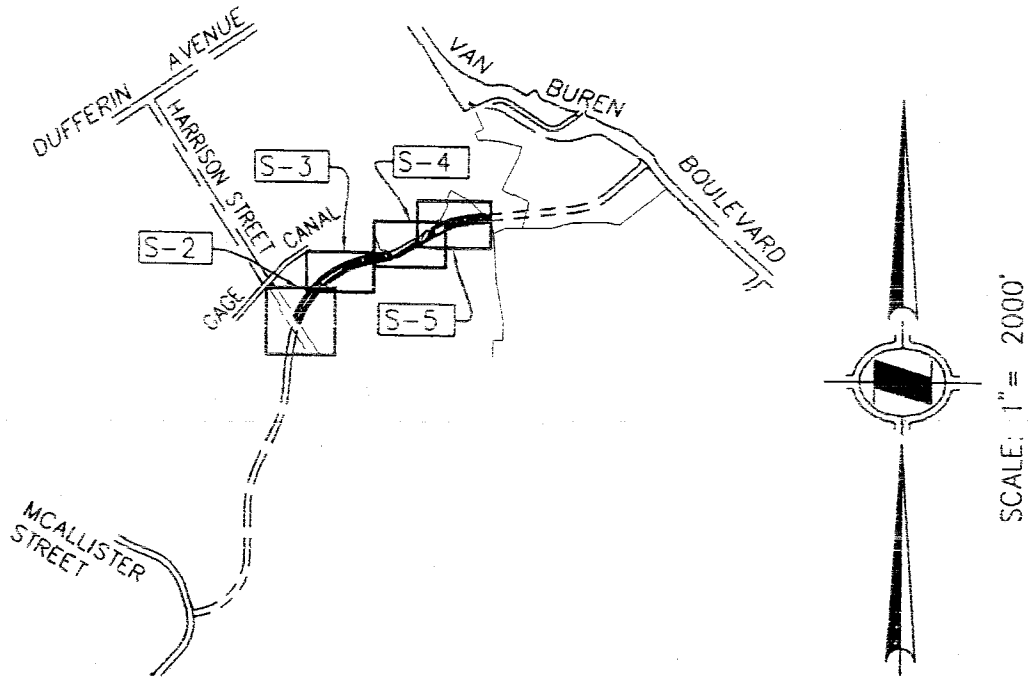 DUFFERIN AVENUE
VAN BUREN BOULEVARD
HARRISON STREET
S-3
S-4
S-2
CAGE CANAL
S-5
MCALLISTER
STREET
SCALE: 1"= 2000'